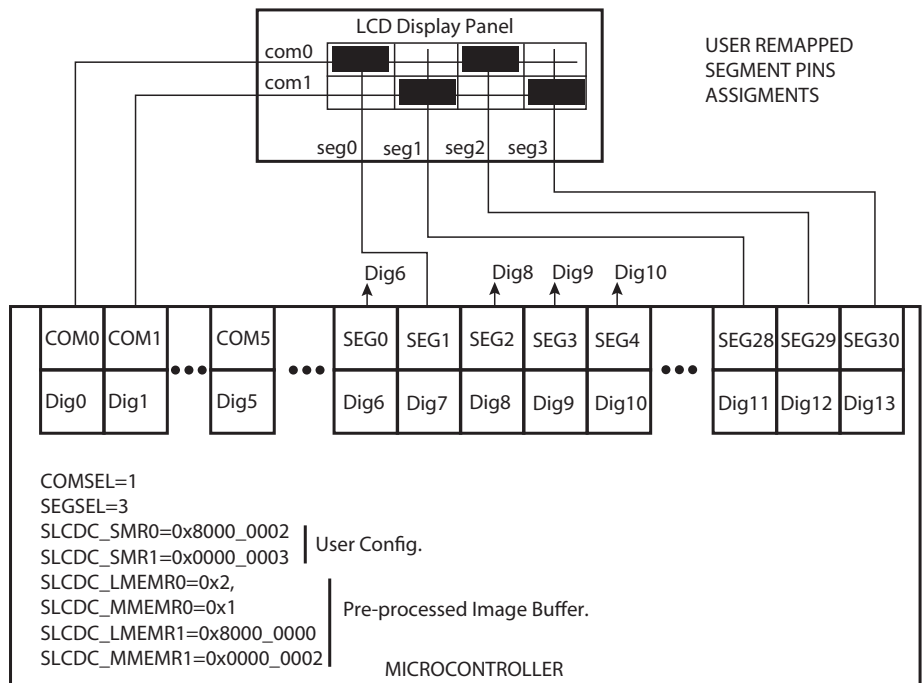 LCD Display Panel
com0
com1
USER REMAPPED
SEGMENT PINS
ASSIGMENTS
seg0 seg1 seg2 seg3
Dig6 Dig8 Dig9 Dig10
COM0 COM1 COM5 SEG0 SEG1 SEG2 SEG3 SEG4 SEG28 SEG29 SEG30
Dig0 Dig1 Dig5 Dig6 Dig7 Dig8 Dig9 Dig10 Dig11 Dig12 Dig13
COMSEL=1
SEGSEL=3
SLCDC_SMR0=0x8000_0002
SLCDC_SMR1=0x0000_0003
User Config.
SLCDC_LMEMR0=0x2,
SLCDC_MMEMR0=0x1
SLCDC_LMEMR1=0x8000_0000
SLCDC_MMEMR1=0x0000_0002
Pre-processed Image Buffer.
MICROCONTROLLER